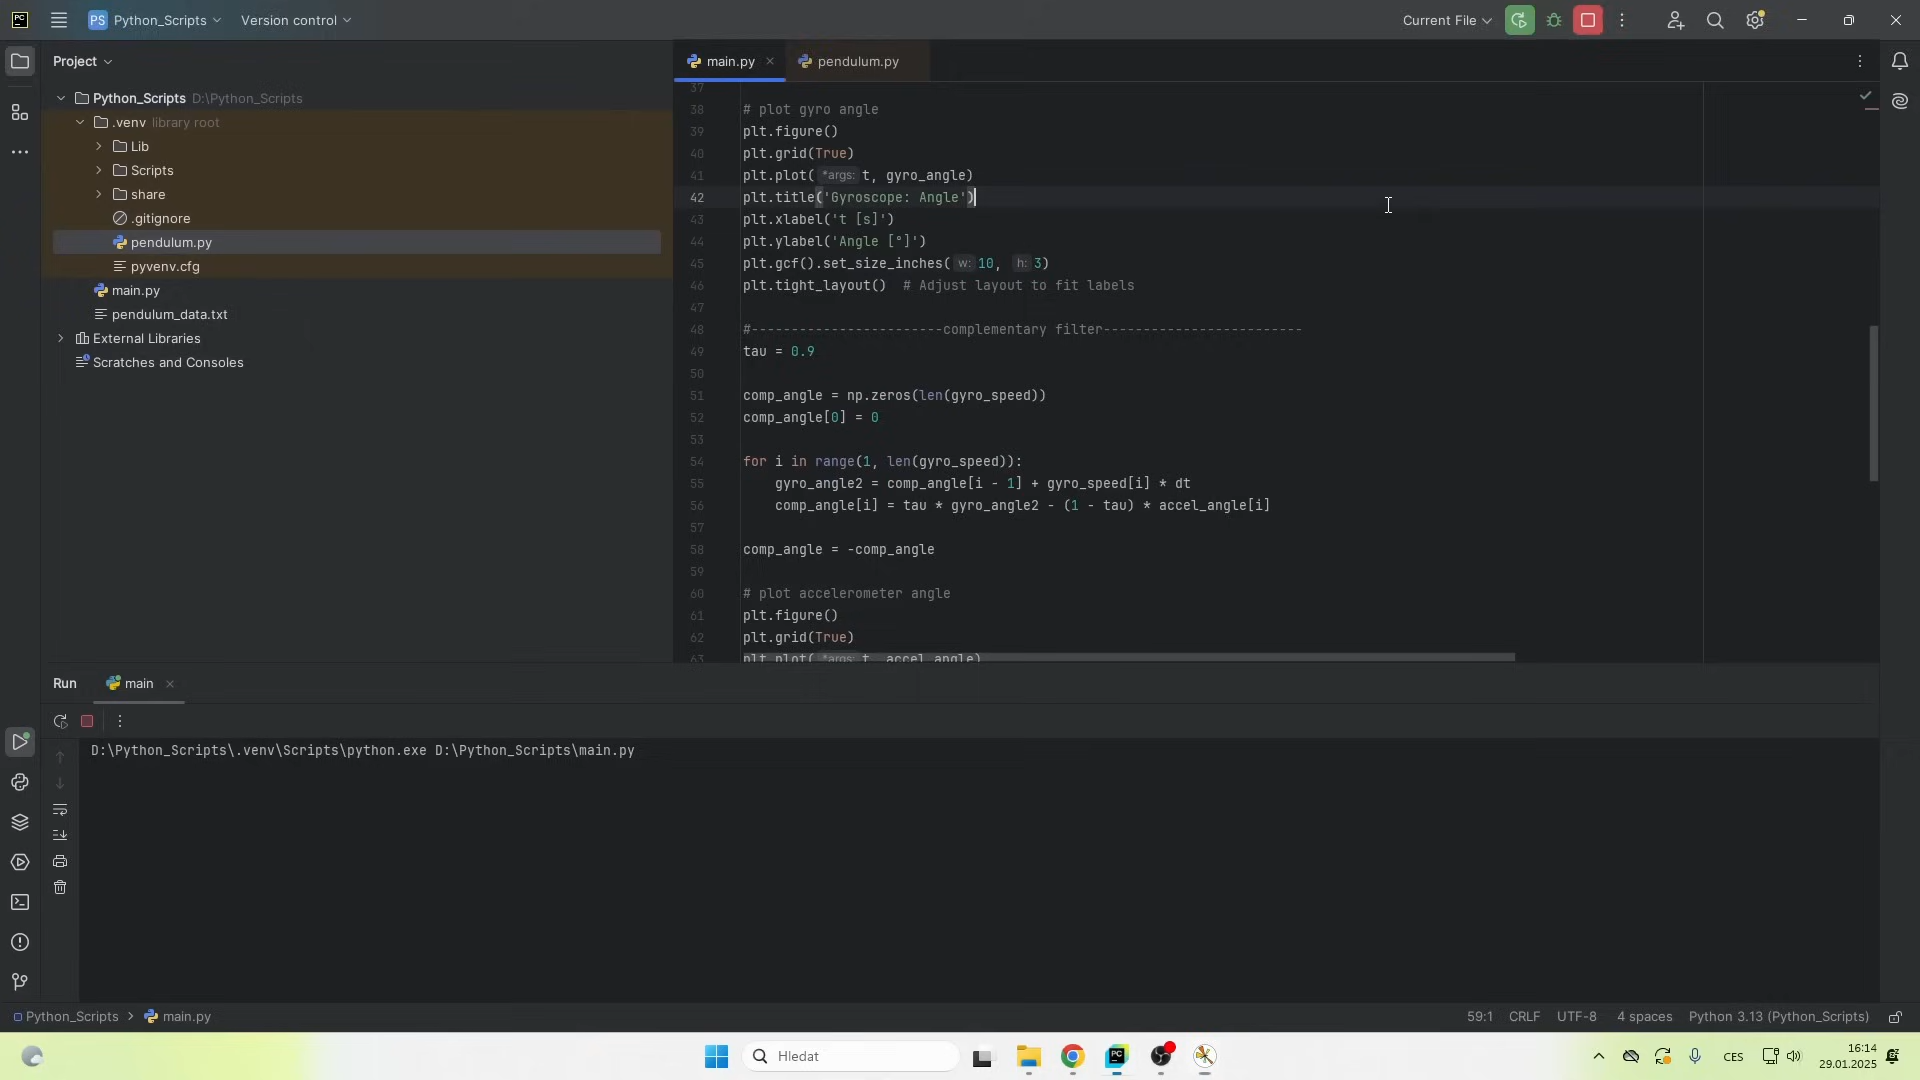 PC
PS Python_Scripts
Version control
Current File
Project
main.py
pendulum.py
Python_Scripts D:\Python_Scripts
.venv library root
Lib
Scripts
share
.gitignore
pendulum.py
pyvenv.cfg
main.py
pendulum_data.txt
External Libraries
Scratches and Consoles
37
38 # plot gyro angle
39 plt.figure()
40 plt.grid(True)
41 plt.plot( *args: t, gyro_angle)
42 plt.title('Gyroscope: Angle')
43 plt.xlabel('t [s]')
44 plt.ylabel('Angle [°]')
45 plt.gcf().set_size_inches( w: 10, h: 3)
46 plt.tight_layout()  # Adjust layout to fit labels
47
48 #------------------------complementary filter-------------------------
49 tau = 0.9
50
51 comp_angle = np.zeros(len(gyro_speed))
52 comp_angle[0] = 0
53
54 for i in range(1, len(gyro_speed)):
55     gyro_angle2 = comp_angle[i - 1] + gyro_speed[i] * dt
56     comp_angle[i] = tau * gyro_angle2 - (1 - tau) * accel_angle[i]
57
58 comp_angle = -comp_angle
59
60 # plot accelerometer angle
61 plt.figure()
62 plt.grid(True)
63 plt.plot( *args: t, accel_angle)
Run
main
D:\Python_Scripts\.venv\Scripts\python.exe D:\Python_Scripts\main.py
Python_Scripts > main.py
59:1 CRLF UTF-8 4 spaces Python 3.13 (Python_Scripts)
Hledat
PC
CES
16:14
29.01.2025